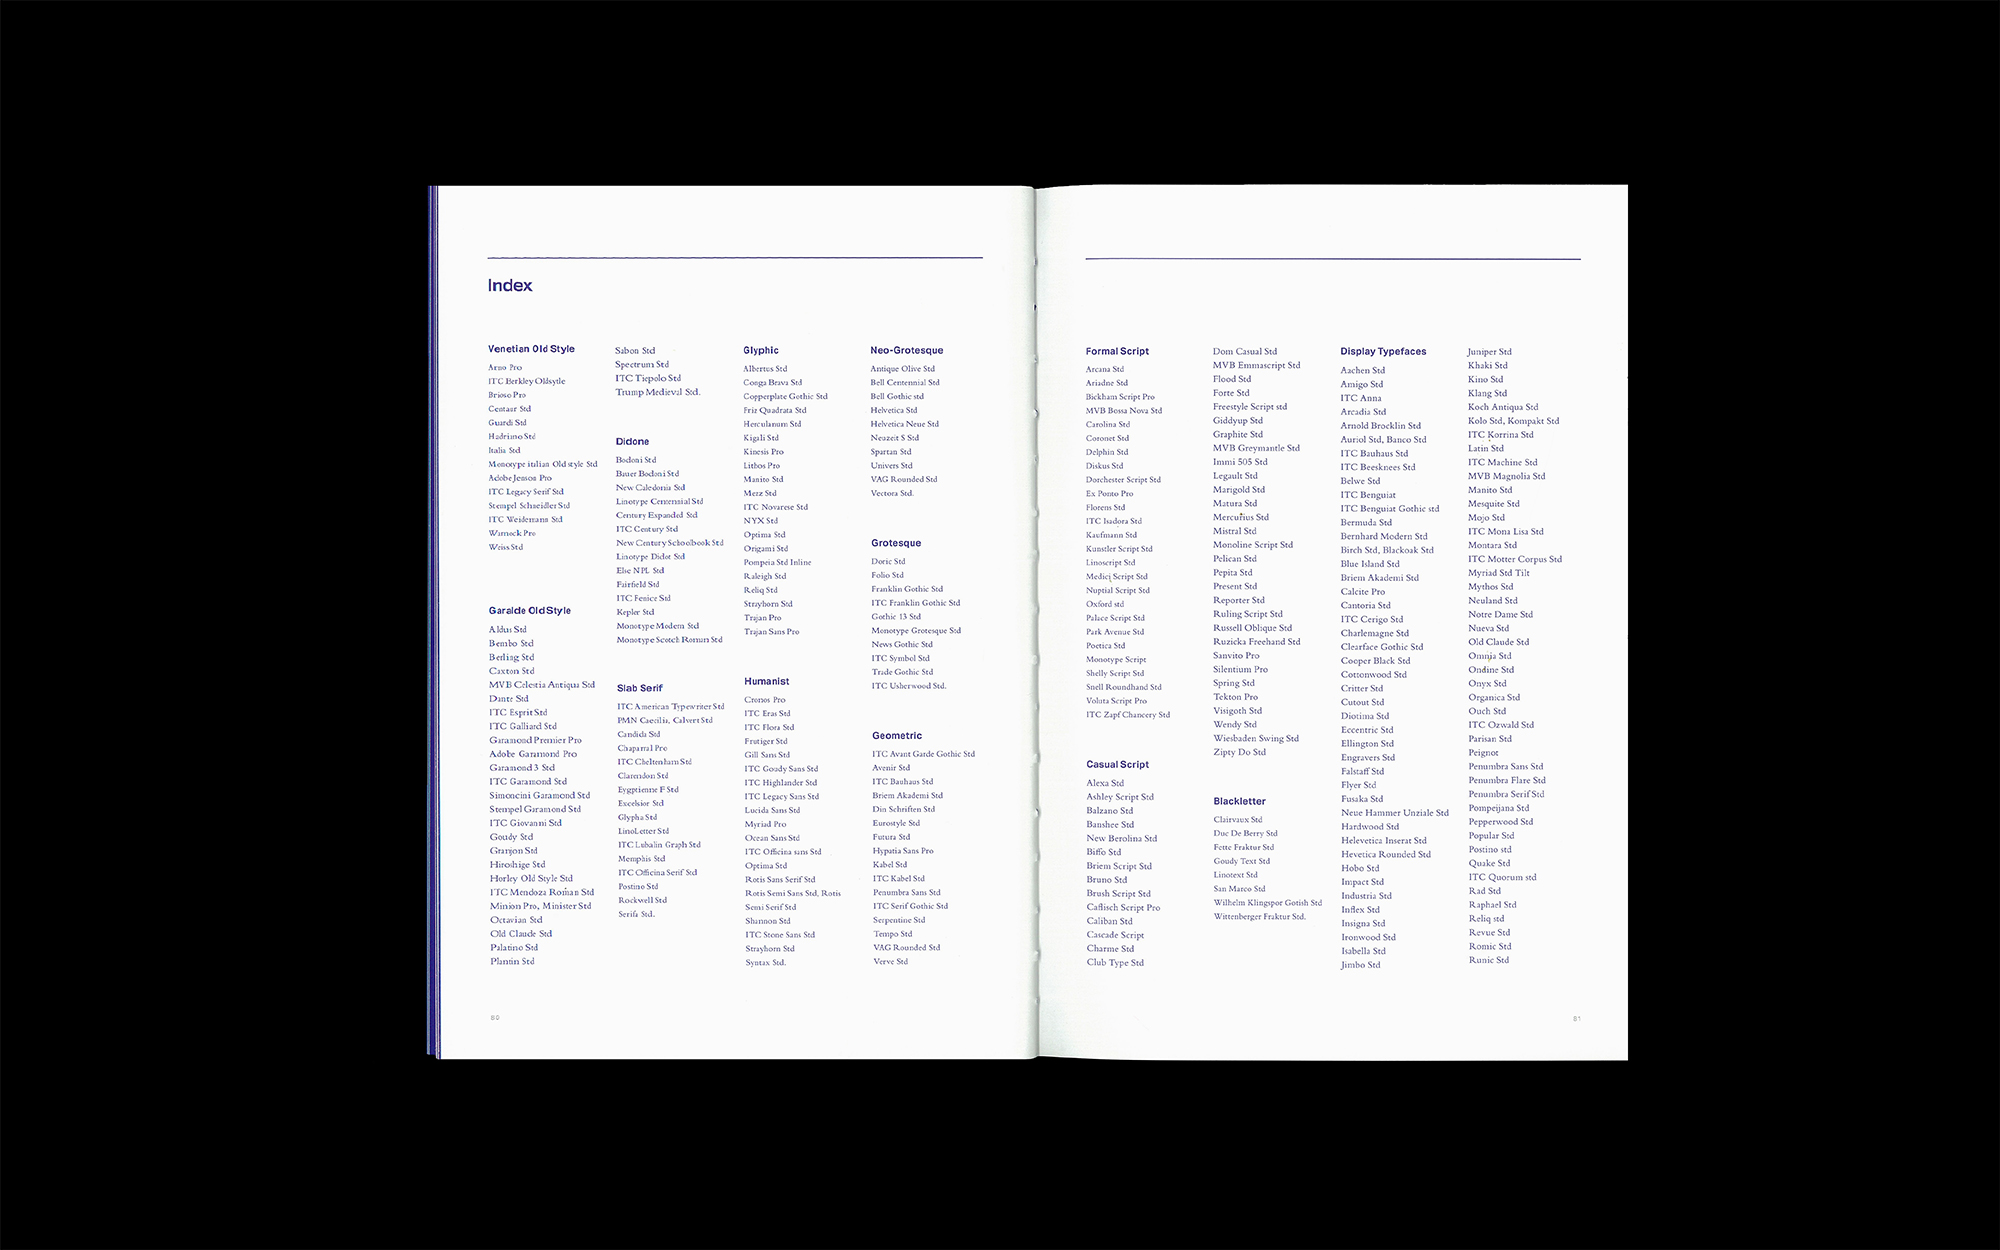 Index
Venetian Old Style
Arno Pro
ITC Berkley Oldsytle
Brioso Pro
Centaur Std
Guardi Std
Hadriano Std
Italia Std
Monotype italian Old style Std
Adobe Jenson Pro
ITC Legacy Serif Std
Stempel Schneidler Std
ITC Weidemann Std
Warnock Pro
Weiss Std
Garalde Old Style
Aldus Std
Bembo Std
Berling Std
Caxton Std
MVB Celestia Antiqua Std
Dante Std
ITC Esprit Std
ITC Galliard Std
Garamond Premier Pro
Adobe Garamond Pro
Garamond 3 Std
ITC Garamond Std
Simoncini Garamond Std
Stempel Garamond Std
ITC Giovanni Std
Goudy Std
Granjon Std
Hiroshige Std
Horley Old Style Std
ITC Mendoza Roman Std
Minion Pro, Minister Std
Octavian Std
Old Claude Std
Palatino Std
Plantin Std
Sabon Std
Spectrum Std
ITC Tiepolo Std
Trump Medieval Std.
Didone
Bodoni Std
Bauer Bodoni Std
New Caledonia Std
Linotype Centennial Std
Century Expanded Std
ITC Century Std
New Century Schoolbook Std
Linotype Didot Std
Else NPL Std
Fairfield Std
ITC Fenice Std
Kepler Std
Monotype Modern Std
Monotype Scotch Roman Std
Slab Serif
ITC American Typewriter Std
PMN Caecilia, Calvert Std
Candida Std
Chaparral Pro
ITC Cheltenham Std
Clarendon Std
Eygptienne F Std
Excelsior Std
Glypha Std
LinoLetter Std
ITC Lubalin Graph Std
Memphis Std
ITC Officina Serif Std
Postino Std
Rockwell Std
Serifa Std.
Glyphic
Albertus Std
Conga Brava Std
Copperplate Gothic Std
Friz Quadrata Std
Herculanum Std
Kigali Std
Kinesis Pro
Lithos Pro
Manito Std
Merz Std
ITC Novarese Std
NYX Std
Optima Std
Origami Std
Pompeia Std Inline
Raleigh Std
Reliq Std
Strayhorn Std
Trajan Pro
Trajan Sans Pro
Humanist
Cronos Pro
ITC Eras Std
ITC Flora Std
Frutiger Std
Gill Sans Std
ITC Goudy Sans Std
ITC Highlander Std
ITC Legacy Sans Std
Lucida Sans Std
Myriad Pro
Ocean Sans Std
ITC Officina sans Std
Optima Std
Rotis Sans Serif Std
Rotis Semi Sans Std, Rotis
Semi Serif Std
Shannon Std
ITC Stone Sans Std
Strayhorn Std
Syntax Std.
Neo-Grotesque
Antique Olive Std
Bell Centennial Std
Bell Gothic std
Helvetica Std
Helvetica Neue Std
Neuzeit S Std
Spartan Std
Univers Std
VAG Rounded Std
Vectora Std.
Grotesque
Doric Std
Folio Std
Franklin Gothic Std
ITC Franklin Gothic Std
Gothic 13 Std
Monotype Grotesque Std
News Gothic Std
ITC Symbol Std
Trade Gothic Std
ITC Usherwood Std.
Geometric
ITC Avant Garde Gothic Std
Avenir Std
ITC Bauhaus Std
Briem Akademi Std
Din Schriften Std
Eurostyle Std
Futura Std
Hypatia Sans Pro
Kabel Std
ITC Kabel Std
Penumbra Sans Std
ITC Serif Gothic Std
Serpentine Std
Tempo Std
VAG Rounded Std
Verve Std
80
Formal Script
Arcana Std
Ariadne Std
Bickham Script Pro
MVB Bossa Nova Std
Carolina Std
Coronet Std
Delphin Std
Diskus Std
Dorchester Script Std
Ex Ponto Pro
Florens Std
ITC Isadora Std
Kaufmann Std
Kunstler Script Std
Linoscript Std
Medici Script Std
Nuptial Script Std
Oxford std
Palace Script Std
Park Avenue Std
Poetica Std
Monotype Script
Shelly Script Std
Snell Roundhand Std
Voluta Script Pro
ITC Zapf Chancery Std
Casual Script
Alexa Std
Ashley Script Std
Balzano Std
Banshee Std
New Berolina Std
Biffo Std
Briem Script Std
Bruno Std
Brush Script Std
Caflisch Script Pro
Caliban Std
Cascade Script
Charme Std
Club Type Std
Dom Casual Std
MVB Emmascript Std
Flood Std
Forte Std
Freestyle Script std
Giddyup Std
Graphite Std
MVB Greymantle Std
Immi 505 Std
Legault Std
Marigold Std
Matura Std
Mercurius Std
Mistral Std
Monoline Script Std
Pelican Std
Pepita Std
Present Std
Reporter Std
Ruling Script Std
Russell Oblique Std
Ruzicka Freehand Std
Sanvito Pro
Silentium Pro
Spring Std
Tekton Pro
Visigoth Std
Wendy Std
Wiesbaden Swing Std
Zipty Do Std
Blackletter
Clairvaux Std
Duc De Berry Std
Fette Fraktur Std
Goudy Text Std
Linotext Std
San Marco Std
Wilhelm Klingspor Gotish Std
Wittenberger Fraktur Std.
Display Typefaces
Aachen Std
Amigo Std
ITC Anna
Arcadia Std
Arnold Brocklin Std
Auriol Std, Banco Std
ITC Bauhaus Std
ITC Beesknees Std
Belwe Std
ITC Benguiat
ITC Benguiat Gothic std
Bermuda Std
Bernhard Modern Std
Birch Std, Blackoak Std
Blue Island Std
Briem Akademi Std
Calcite Pro
Cantoria Std
ITC Cerigo Std
Charlemagne Std
Clearface Gothic Std
Cooper Black Std
Cottonwood Std
Critter Std
Cutout Std
Diotima Std
Eccentric Std
Ellington Std
Engravers Std
Falstaff Std
Flyer Std
Fusaka Std
Neue Hammer Unziale Std
Hardwood Std
Helevetica Inserat Std
Hevetica Rounded Std
Hobo Std
Impact Std
Industria Std
Inflex Std
Insigna Std
Ironwood Std
Isabella Std
Jimbo Std
Juniper Std
Khaki Std
Kino Std
Klang Std
Koch Antiqua Std
Kolo Std, Kompakt Std
ITC Korrina Std
Latin Std
ITC Machine Std
MVB Magnolia Std
Manito Std
Mesquite Std
Mojo Std
ITC Mona Lisa Std
Montara Std
ITC Motter Corpus Std
Myriad Std Tilt
Mythos Std
Neuland Std
Notre Dame Std
Nueva Std
Old Claude Std
Omnia Std
Ondine Std
Onyx Std
Organica Std
Ouch Std
ITC Ozwald Std
Parisan Std
Peignot
Penumbra Sans Std
Penumbra Flare Std
Penumbra Serif Std
Pompeijana Std
Pepperwood Std
Popular Std
Postino std
Quake Std
ITC Quorum std
Rad Std
Raphael Std
Reliq std
Revue Std
Romic Std
Runic Std
81